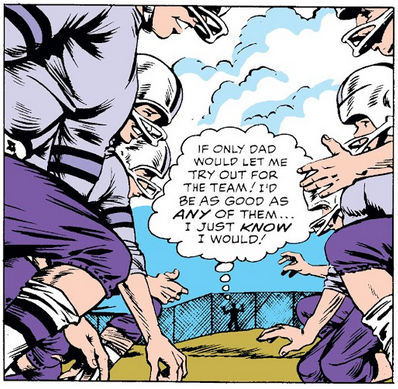 IF ONLY DAD
WOULD LET ME
TRY OUT FOR
THE TEAM! I'D
BE AS GOOD AS
ANY OF THEM...
I JUST KNOW
I WOULD!